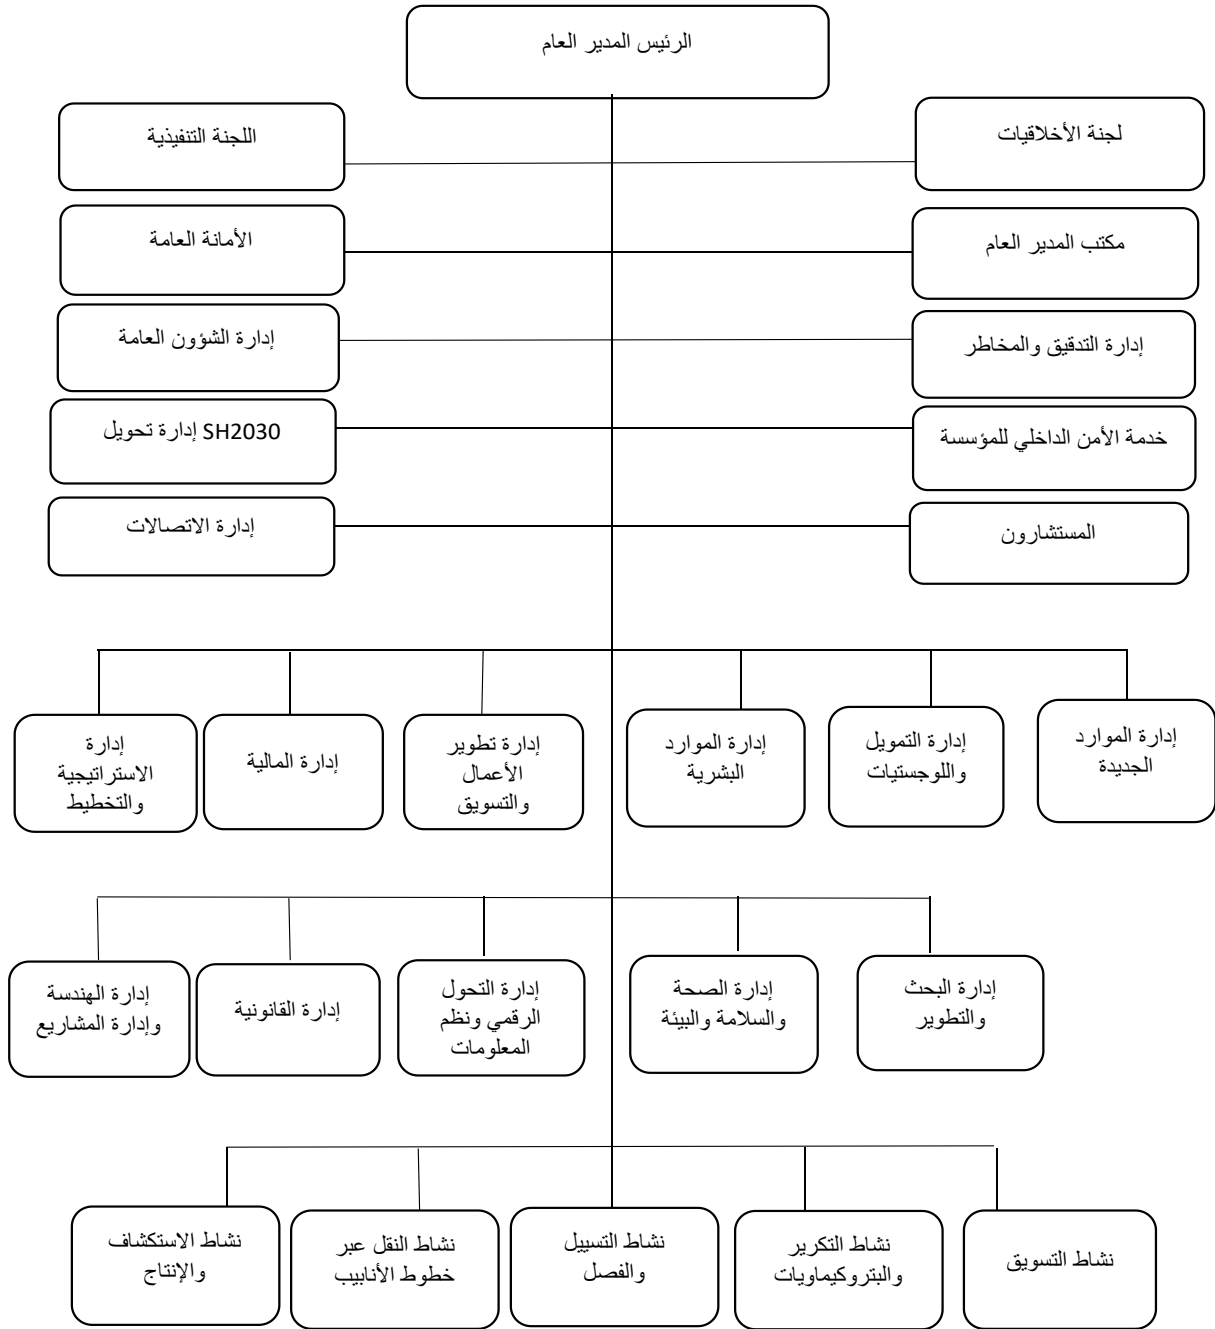 الرئيس المدير العام
لجنة الأخلاقيات
اللجنة التنفيذية
مكتب المدير العام
الأمانة العامة
إدارة التدقيق والمخاطر
إدارة الشؤون العامة
خدمة الأمن الداخلي للمؤسسة
SH2030 إدارة تحويل
المستشارون
إدارة الاتصالات
إدارة الموارد
الجديدة
إدارة التمويل
واللوجستيات
إدارة الموارد
البشرية
إدارة تطوير
الأعمال
والتسويق
إدارة المالية
إدارة
الاستراتيجية
والتخطيط
إدارة البحث
والتطوير
إدارة الصحة
والسلامة والبيئة
إدارة التحول
الرقمي ونظم
المعلومات
إدارة القانونية
إدارة الهندسة
وإدارة المشاريع
نشاط التسويق
نشاط التكرير
والبتروكيماويات
نشاط التسييل
والفصل
نشاط النقل عبر
خطوط الأنابيب
نشاط الاستكشاف
والإنتاج